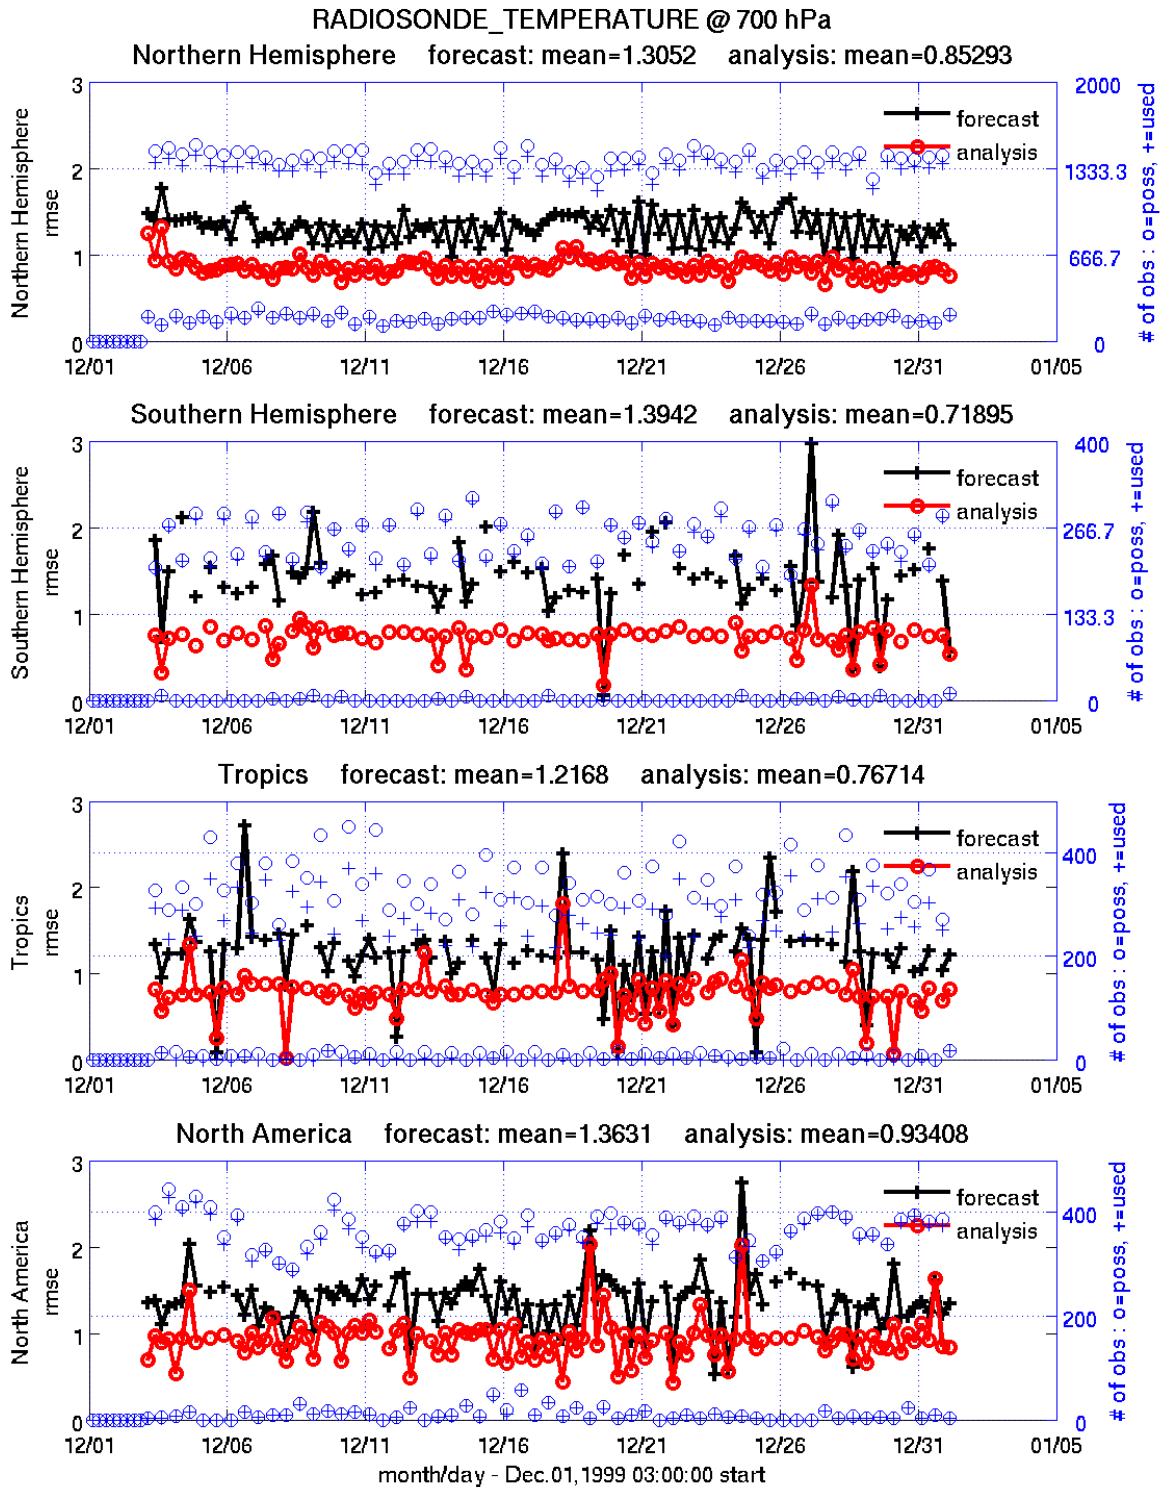 RADIOSONDE_TEMPERATURE @ 700 hPa
Northern Hemisphere forecast: mean=1.3052 analysis: mean=0.85293
Northern Hemisphere
rmse
3
2
1
0
2000
1333.3
666.7
0
# of obs : o=poss, +=used
forecast
analysis
12/01 12/06 12/11 12/16 12/21 12/26 12/31 01/05
Southern Hemisphere forecast: mean=1.3942 analysis: mean=0.71895
Southern Hemisphere
rmse
3
2
1
0
400
266.7
133.3
0
# of obs : o=poss, +=used
forecast
analysis
12/01 12/06 12/11 12/16 12/21 12/26 12/31 01/05
Tropics forecast: mean=1.2168 analysis: mean=0.76714
Tropics
rmse
3
2
1
0
400
200
0
# of obs : o=poss, +=used
forecast
analysis
12/01 12/06 12/11 12/16 12/21 12/26 12/31 01/05
North America forecast: mean=1.3631 analysis: mean=0.93408
North America
rmse
3
2
1
0
400
200
0
# of obs : o=poss, +=used
forecast
analysis
12/01 12/06 12/11 12/16 12/21 12/26 12/31 01/05
month/day - Dec.01,1999 03:00:00 start